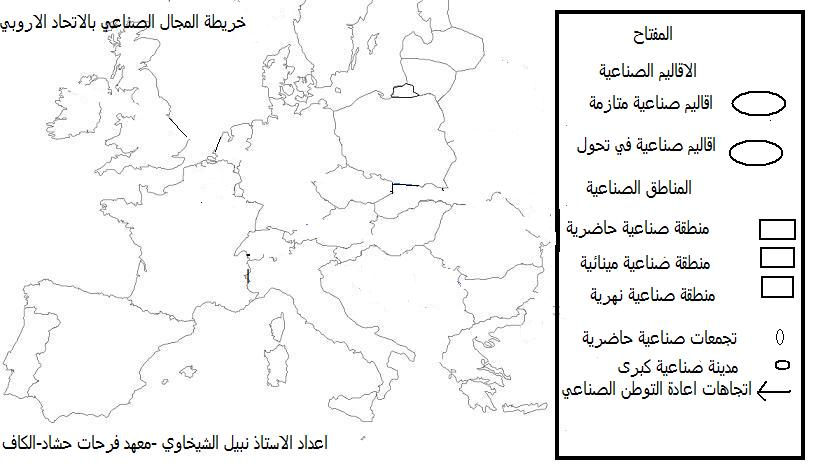 خريطة المجال الصناعي بالاتحاد الاروبي
المفتاح
الاقاليم الصناعية
اقاليم صناعية متازمة
اقاليم صناعية في تحول
المناطق الصناعية
منطقة صناعية حاضرية
منطقة صناعية مينائية
منطقة صناعية نهرية
تجمعات صناعية حاضرية
مدينة صناعية كبرى
اتجاهات اعادة التوطن الصناعي
اعداد الاستاذ نبيل الشيخاوي -معهد فرحات حشاد-الكاف